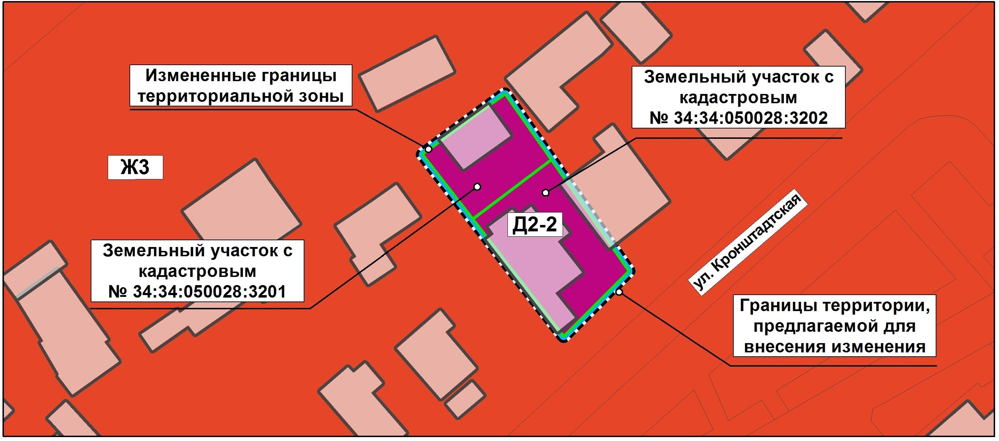 Измененные границы
территориальной зоны
Земельный участок с
кадастровым
№ 34:34:050028:3202
Ж3
Д2-2
ул. Кронштадтская
Земельный участок с
кадастровым
№ 34:34:050028:3201
Границы территории,
предлагаемой для
внесения изменения